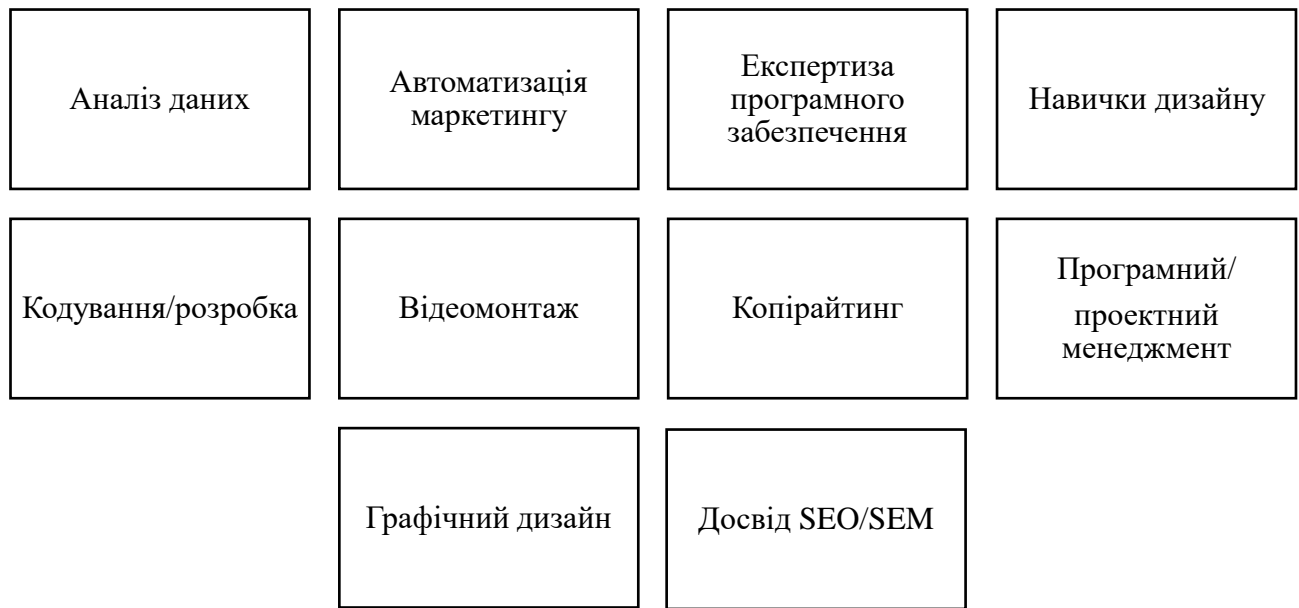 Аналіз даних
Автоматизація
маркетингу
Експертиза
програмного
забезпечення
Навички дизайну
Кодування/розробка
Відеомонтаж
Копірайтинг
Програмний/
проектний
менеджмент
Графічний дизайн
Досвід SEO/SEM